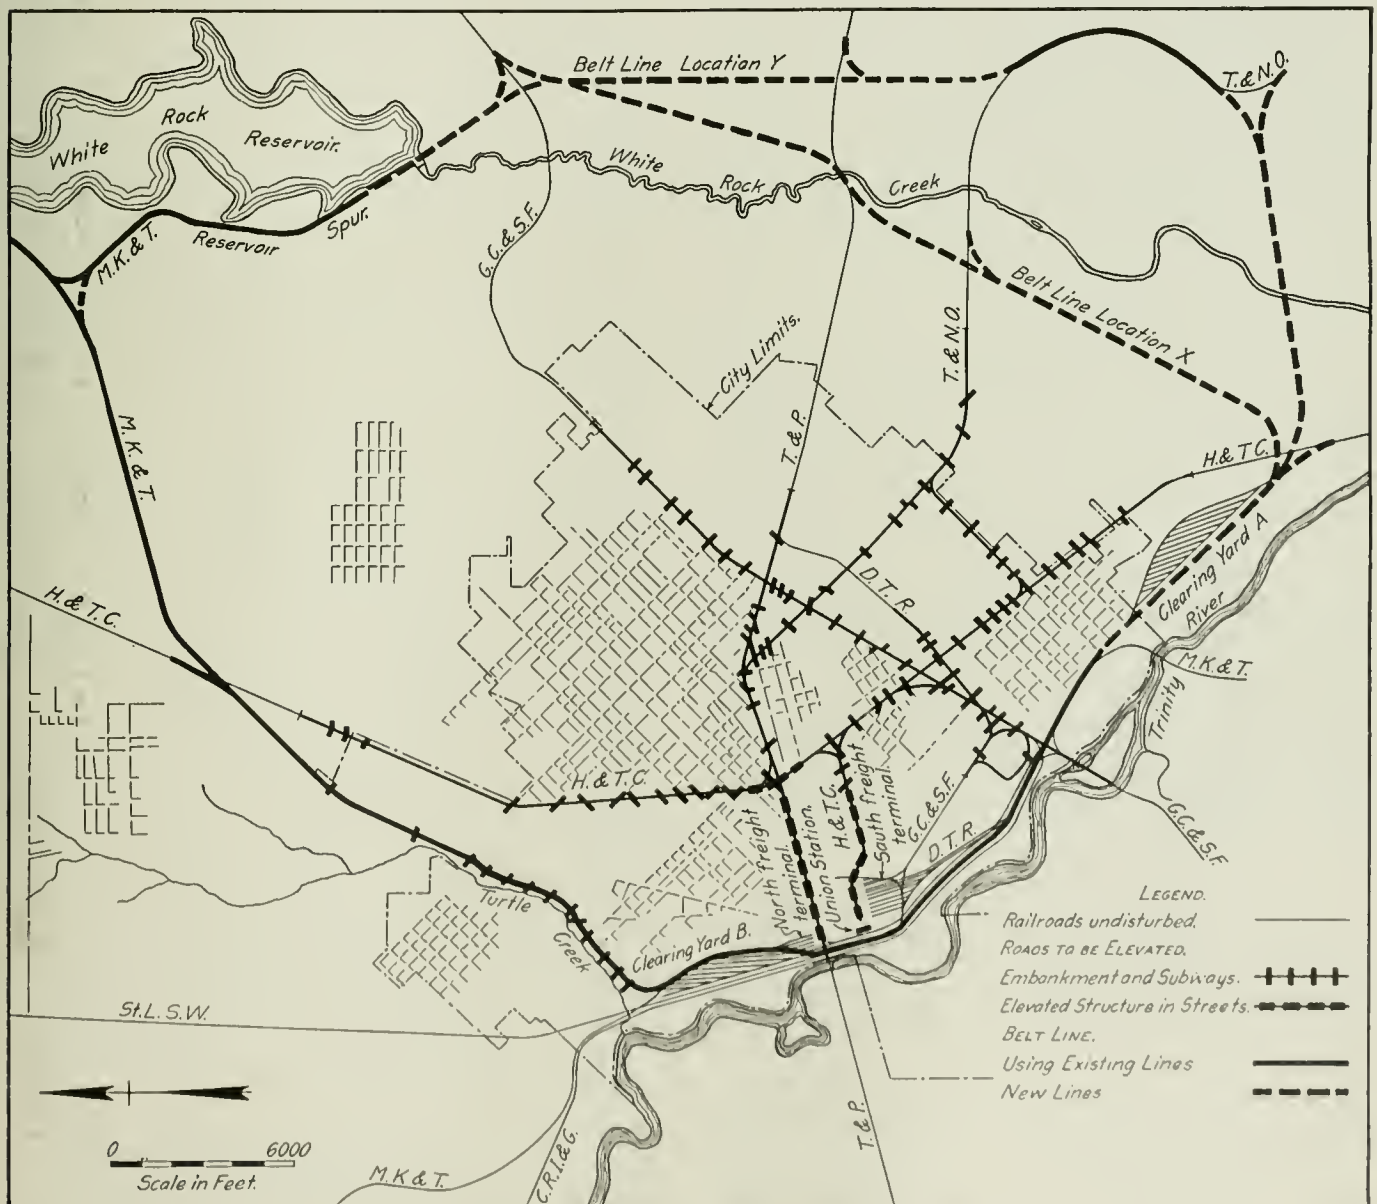 Belt Line Location Y
T. & N.O.
White Rock Reservoir.
White Rock Creek
M.K.& T.
Reservoir Spur.
G.C.& S.F.
Belt Line Location X
City Limits.
T. & N.O.
T. & P.
M. K. & T.
H.& T.C.
Clearing Yard A
River
H. & T. C.
D. T. R.
M.K.& T.
Trinity
H. & T. C.
North freight
terminal.
Union Station.
H.& T.C.
South freight
terminal.
G.C.& S.F.
D. T. R.
G.C.& S.F.
Turtle
Creek
Clearing Yard B.
St. L. S. W.
LEGEND.
Railroads undisturbed.
ROADS TO BE ELEVATED.
Embankment and Subways.
Elevated Structure in Streets.
BELT LINE.
Using Existing Lines
New Lines
0 6000
Scale in Feet.
M.K & T.
C.R.I.& G.
T. & P.